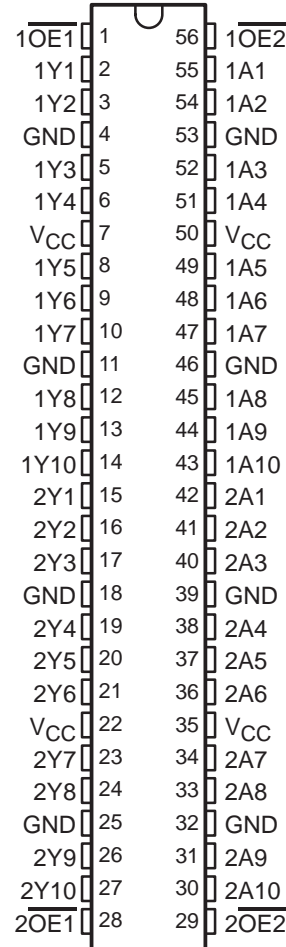 1OE1 1 56 1OE2
1Y1 2 55 1A1
1Y2 3 54 1A2
GND 4 53 GND
1Y3 5 52 1A3
1Y4 6 51 1A4
VCC 7 50 VCC
1Y5 8 49 1A5
1Y6 9 48 1A6
1Y7 10 47 1A7
GND 11 46 GND
1Y8 12 45 1A8
1Y9 13 44 1A9
1Y10 14 43 1A10
2Y1 15 42 2A1
2Y2 16 41 2A2
2Y3 17 40 2A3
GND 18 39 GND
2Y4 19 38 2A4
2Y5 20 37 2A5
2Y6 21 36 2A6
VCC 22 35 VCC
2Y7 23 34 2A7
2Y8 24 33 2A8
GND 25 32 GND
2Y9 26 31 2A9
2Y10 27 30 2A10
2OE1 28 29 2OE2